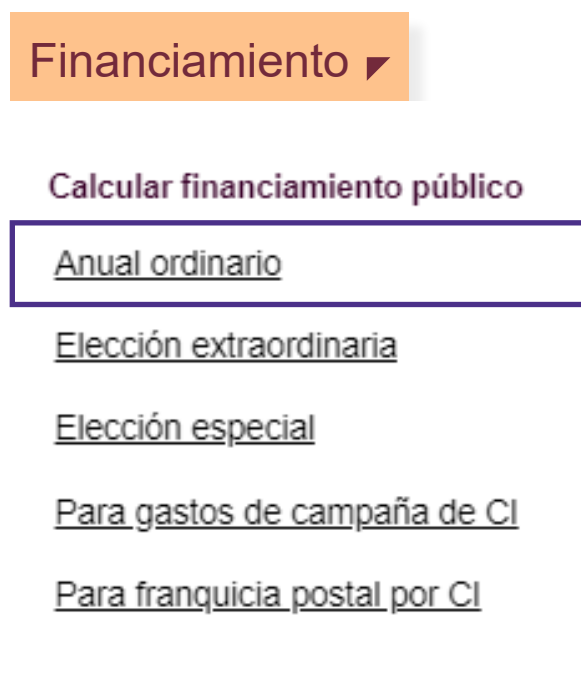 Financiamiento
Calcular financiamiento público
Anual ordinario
Elección extraordinaria
Elección especial
Para gastos de campaña de CI
Para franquicia postal por CI